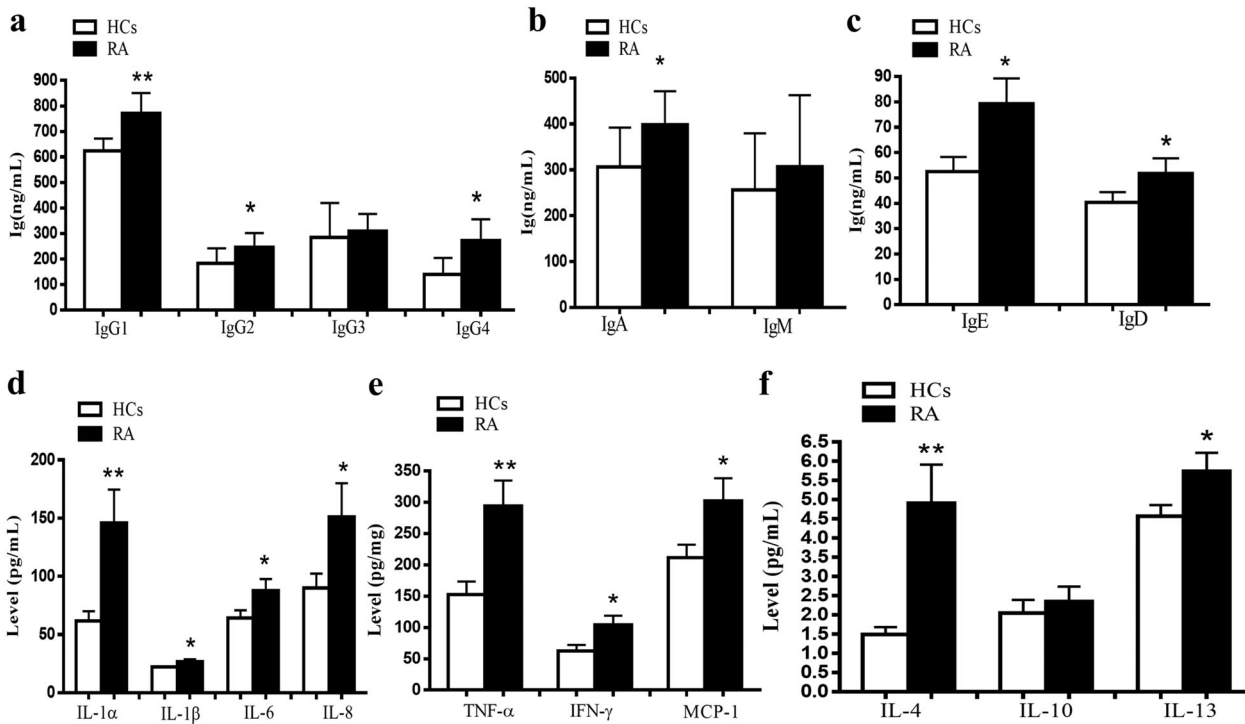 a
HCs
RA
Ig(ng/mL)
900
800
700
600
500
400
300
200
100
0
**
*
*
IgG1 IgG2 IgG3 IgG4
b
HCs
RA
Ig(ng/mL)
500
400
300
200
100
0
*
IgA IgM
c
HCs
RA
Ig(ng/mL)
90
80
70
60
50
40
30
20
10
0
*
*
IgE IgD
d
HCs
RA
Level (pg/mL)
200
150
100
50
0
**
*
*
*
IL-1α IL-1β IL-6 IL-8
e
HCs
RA
Level (pg/mg)
350
300
250
200
150
100
50
0
**
*
*
TNF-α IFN-γ MCP-1
f
HCs
RA
Level (pg/mL)
6.5
6.0
5.5
5.0
4.5
4.0
3.5
3.0
2.5
2.0
1.5
1.0
0.5
0.0
**
*
IL-4 IL-10 IL-13